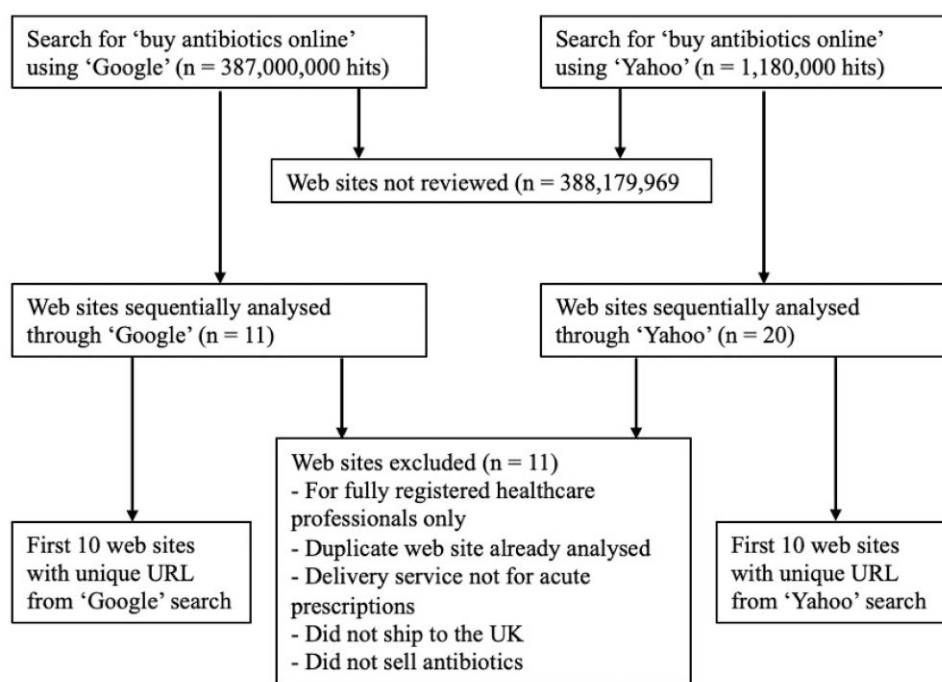 Search for ‘buy antibiotics online’
using ‘Google’ (n = 387,000,000 hits)
Search for ‘buy antibiotics online’
using ‘Yahoo’ (n = 1,180,000 hits)
Web sites not reviewed (n = 388,179,969
Web sites sequentially analysed
through ‘Google’ (n = 11)
Web sites sequentially analysed
through ‘Yahoo’ (n = 20)
Web sites excluded (n = 11)
- For fully registered healthcare
professionals only
- Duplicate web site already analysed
- Delivery service not for acute
prescriptions
- Did not ship to the UK
- Did not sell antibiotics
First 10 web sites
with unique URL
from ‘Google’ search
First 10 web sites
with unique URL
from ‘Yahoo’ search